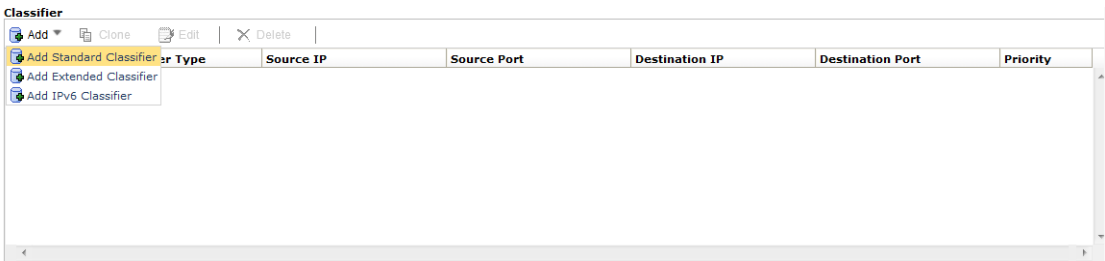 Classifier
Add Clone Edit Delete
Add Standard Classifier er Type Source IP Source Port Destination IP Destination Port Priority
Add Extended Classifier
Add IPv6 Classifier